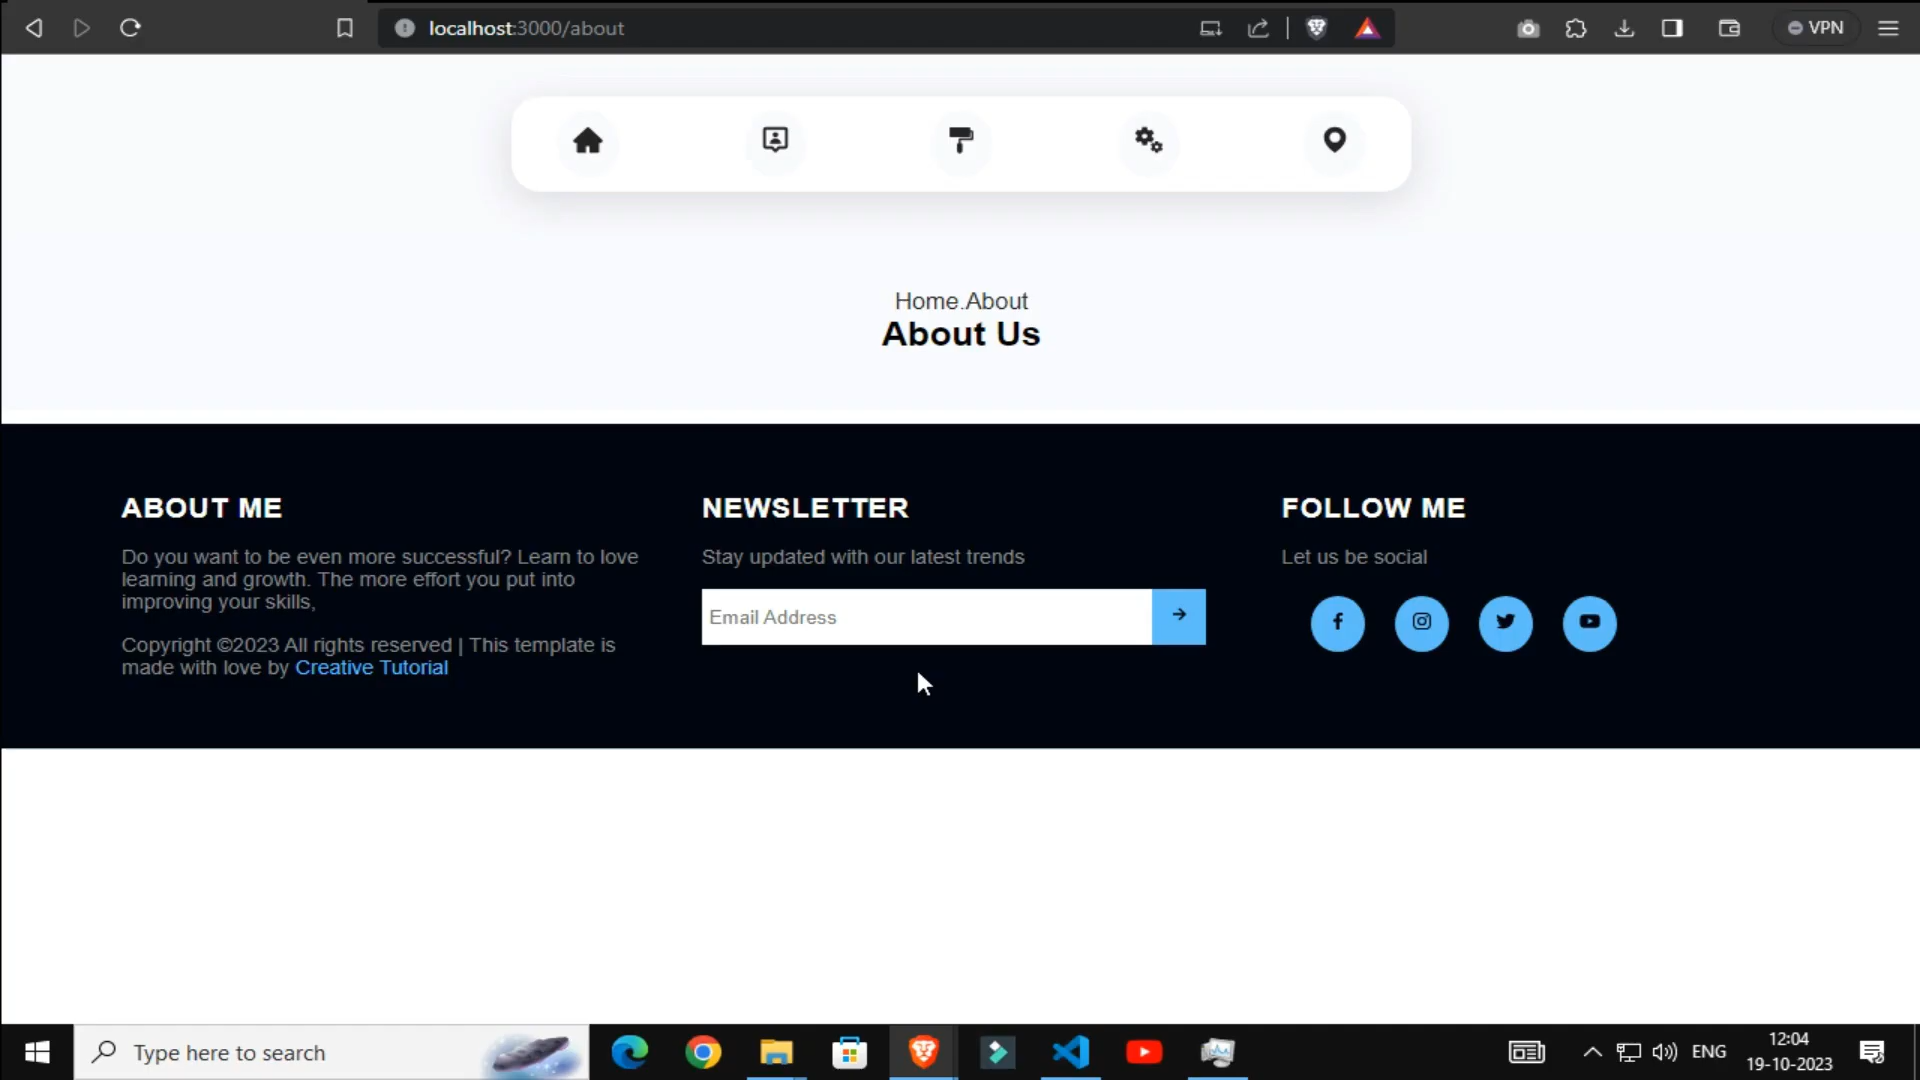 localhost:3000/about
VPN
Home.About
About Us
ABOUT ME
Do you want to be even more successful? Learn to love
learning and growth. The more effort you put into
improving your skills,
Copyright ©2023 All rights reserved | This template is
made with love by Creative Tutorial
NEWSLETTER
Stay updated with our latest trends
Email Address
FOLLOW ME
Let us be social
Type here to search
ENG
12:04
19-10-2023